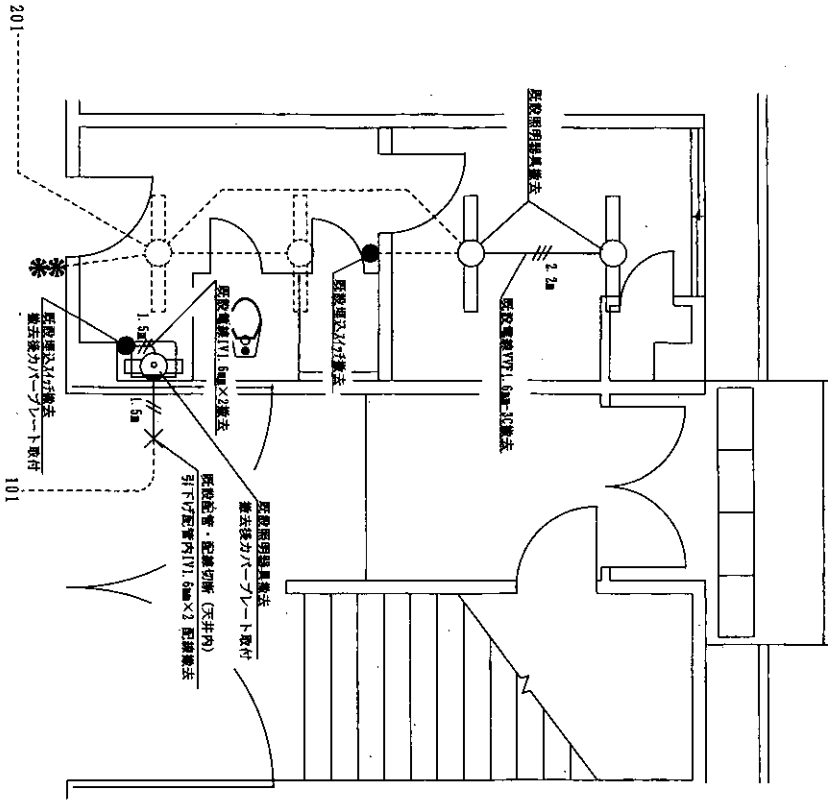 既設照明器具撤去
2.2m
既設電線VVF1.6mm-3C撤去
既設埋込スイッチ撤去
既設電線IV1.6mm×2撤去
1.5m
1.5m
既設埋込スイッチ撤去
撤去後カバープレート取付
既設照明器具撤去
撤去後カバープレート取付
既設配管・配線切断(天井内)
引下げ配管内IV1.6mm×2 配線撤去
201
101